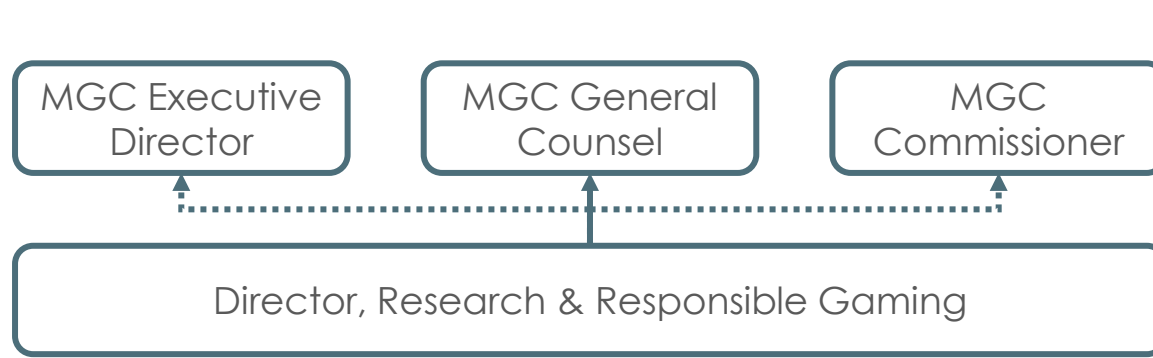 MGC Executive
Director
MGC General
Counsel
MGC
Commissioner
Director, Research & Responsible Gaming